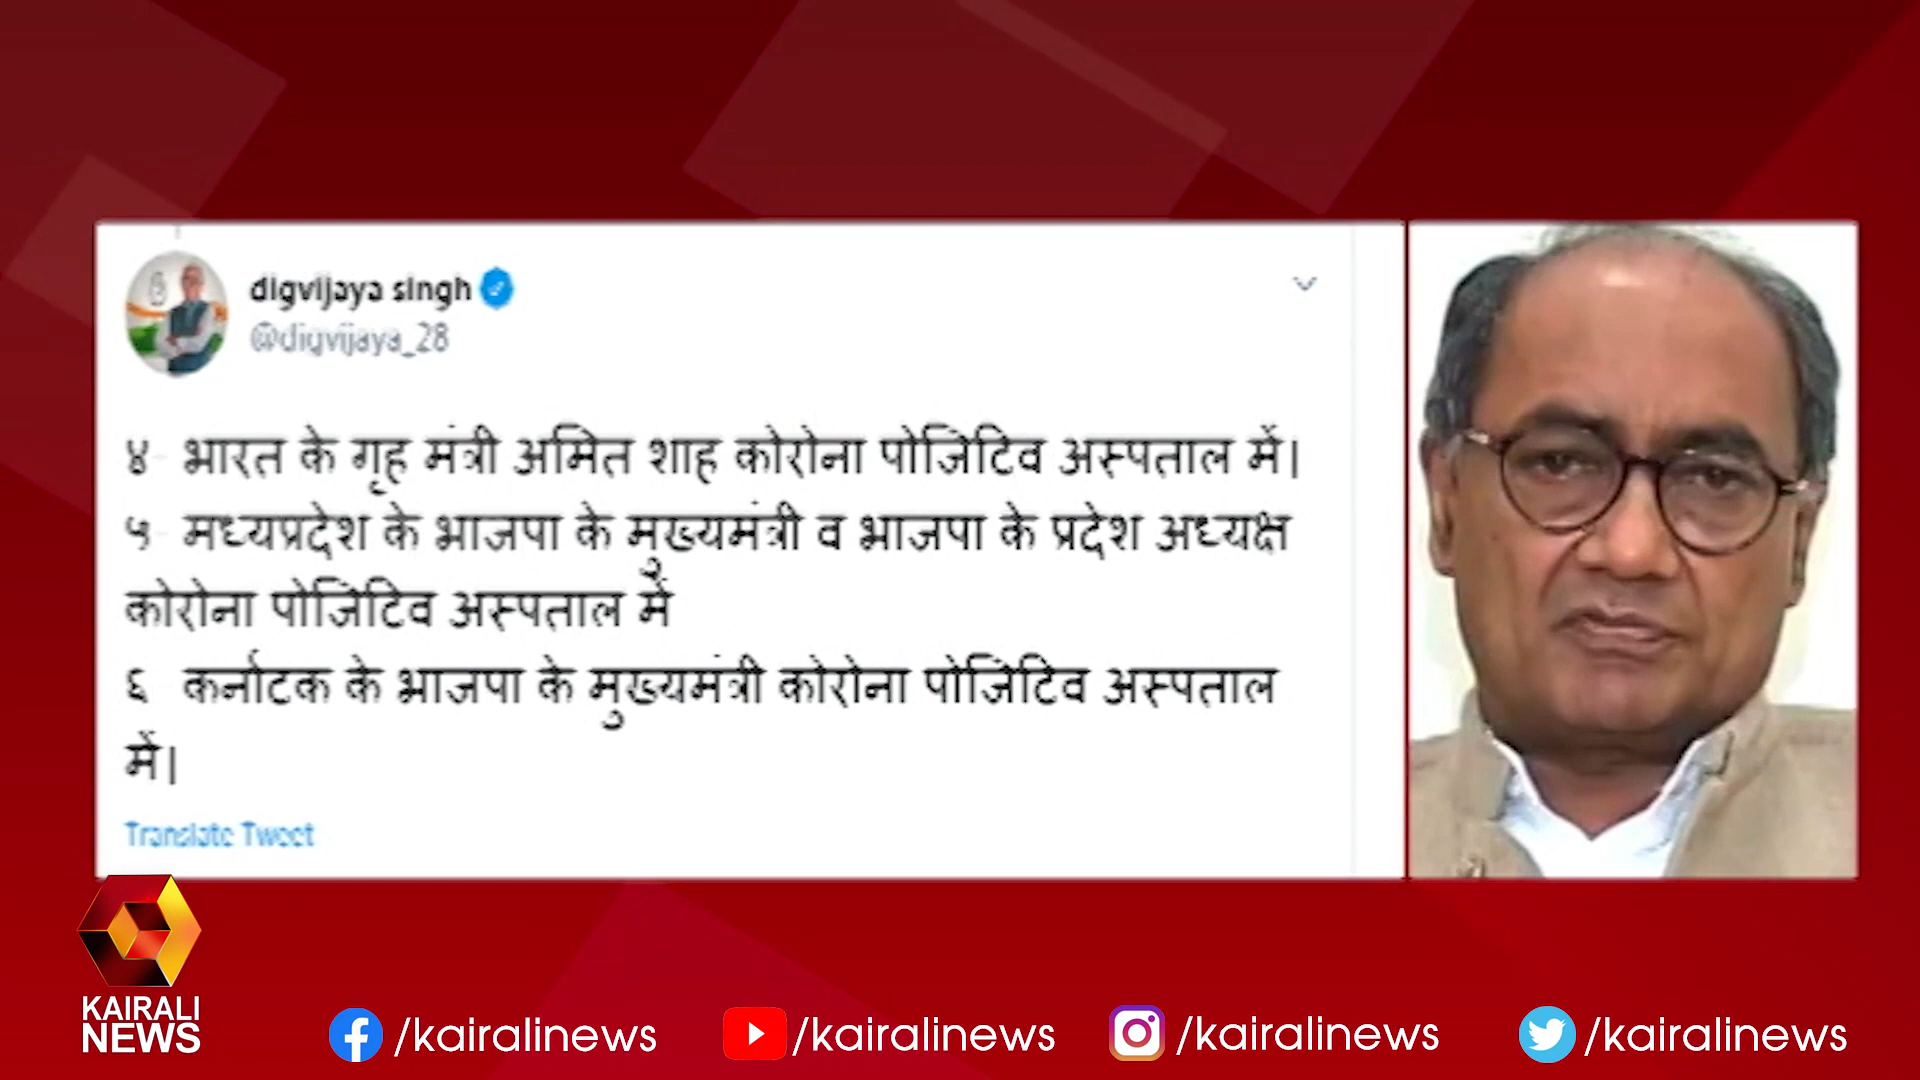 digvijaya singh
@digvijaya_28
४ भारत के गृह मंत्री अमित शाह कोरोना पोजिटिव अस्पताल में|
५ मध्यप्रदेश के भाजपा के मुख्यमंत्री व भाजपा के प्रदेश अध्यक्ष
कोरोना पोजिटिव अस्पताल में
६ कर्नाटक के भाजपा के मुख्यमंत्री कोरोना पोजिटिव अस्पताल
में|
Translate Tweet
KAIRALI
NEWS
/kairalinews /kairalinews /kairalinews /kairalinews